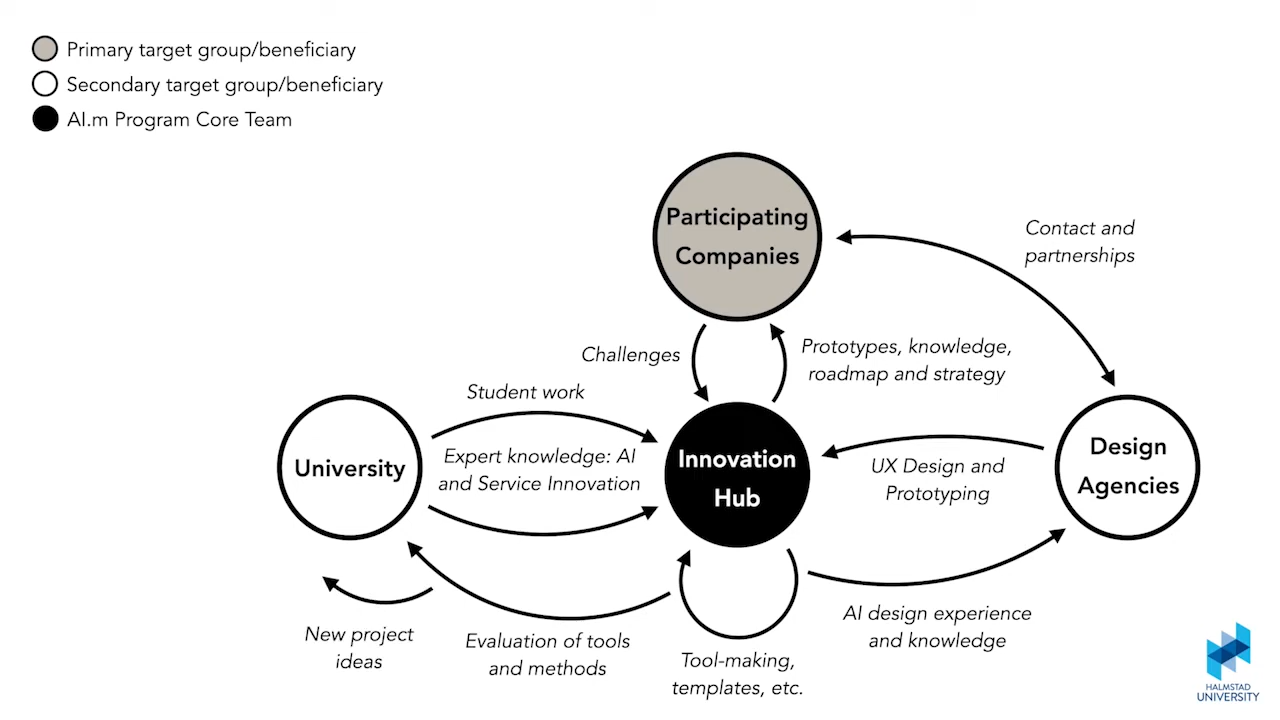 Primary target group/beneficiary
Secondary target group/beneficiary
AI.m Program Core Team
Participating
Companies
Contact and
partnerships
Challenges
Prototypes, knowledge,
roadmap and strategy
Student work
University
Expert knowledge: AI
and Service Innovation
Innovation
Hub
UX Design and
Prototyping
Design
Agencies
New project
ideas
Evaluation of tools
and methods
Tool-making,
templates, etc.
AI design experience
and knowledge
HALMSTAD
UNIVERSITY